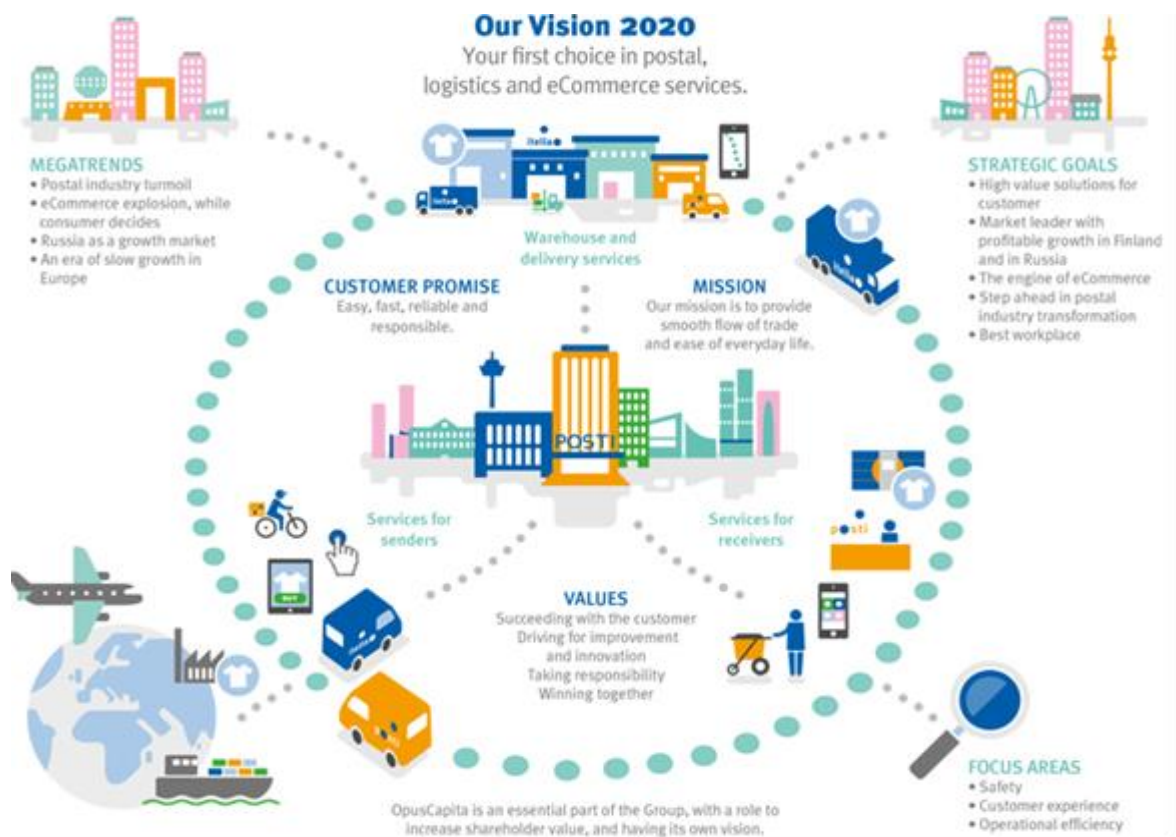 Our Vision 2020
Your first choice in postal,
logistics and eCommerce services.
MEGATRENDS
• Postal industry turmoil
• eCommerce explosion, while
consumer decides
• Russia as a growth market
• An era of slow growth in
Europe
STRATEGIC GOALS
• High value solutions for
customer
• Market leader with
profitable growth in Finland
and in Russia
• The engine of eCommerce
• Step ahead in postal
industry transformation
• Best workplace
itella
itella
Warehouse and
delivery services
itella
CUSTOMER PROMISE
Easy, fast, reliable and
responsible.
MISSION
Our mission is to provide
smooth flow of trade
and ease of everyday life.
POSTI
Services for
senders
Services for
receivers
posti
BUY
itella
posti
VALUES
Succeeding with the customer
Driving for improvement
and innovation
Taking responsibility
Winning together
FOCUS AREAS
• Safety
• Customer experience
• Operational efficiency
OpusCapita is an essential part of the Group, with a role to
increase shareholder value, and having its own vision.